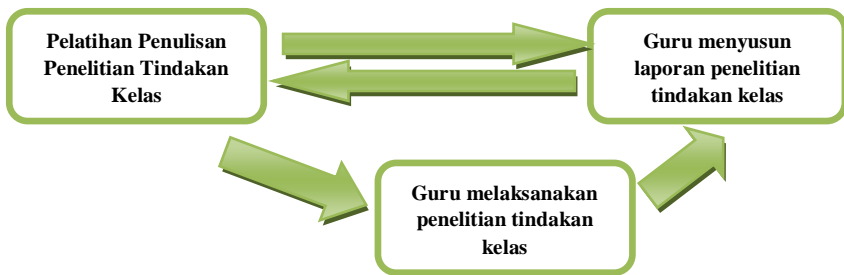 Pelatihan Penulisan
Penelitian Tindakan
Kelas
Guru menyusun
laporan penelitian
tindakan kelas
Guru melaksanakan
penelitian tindakan
kelas